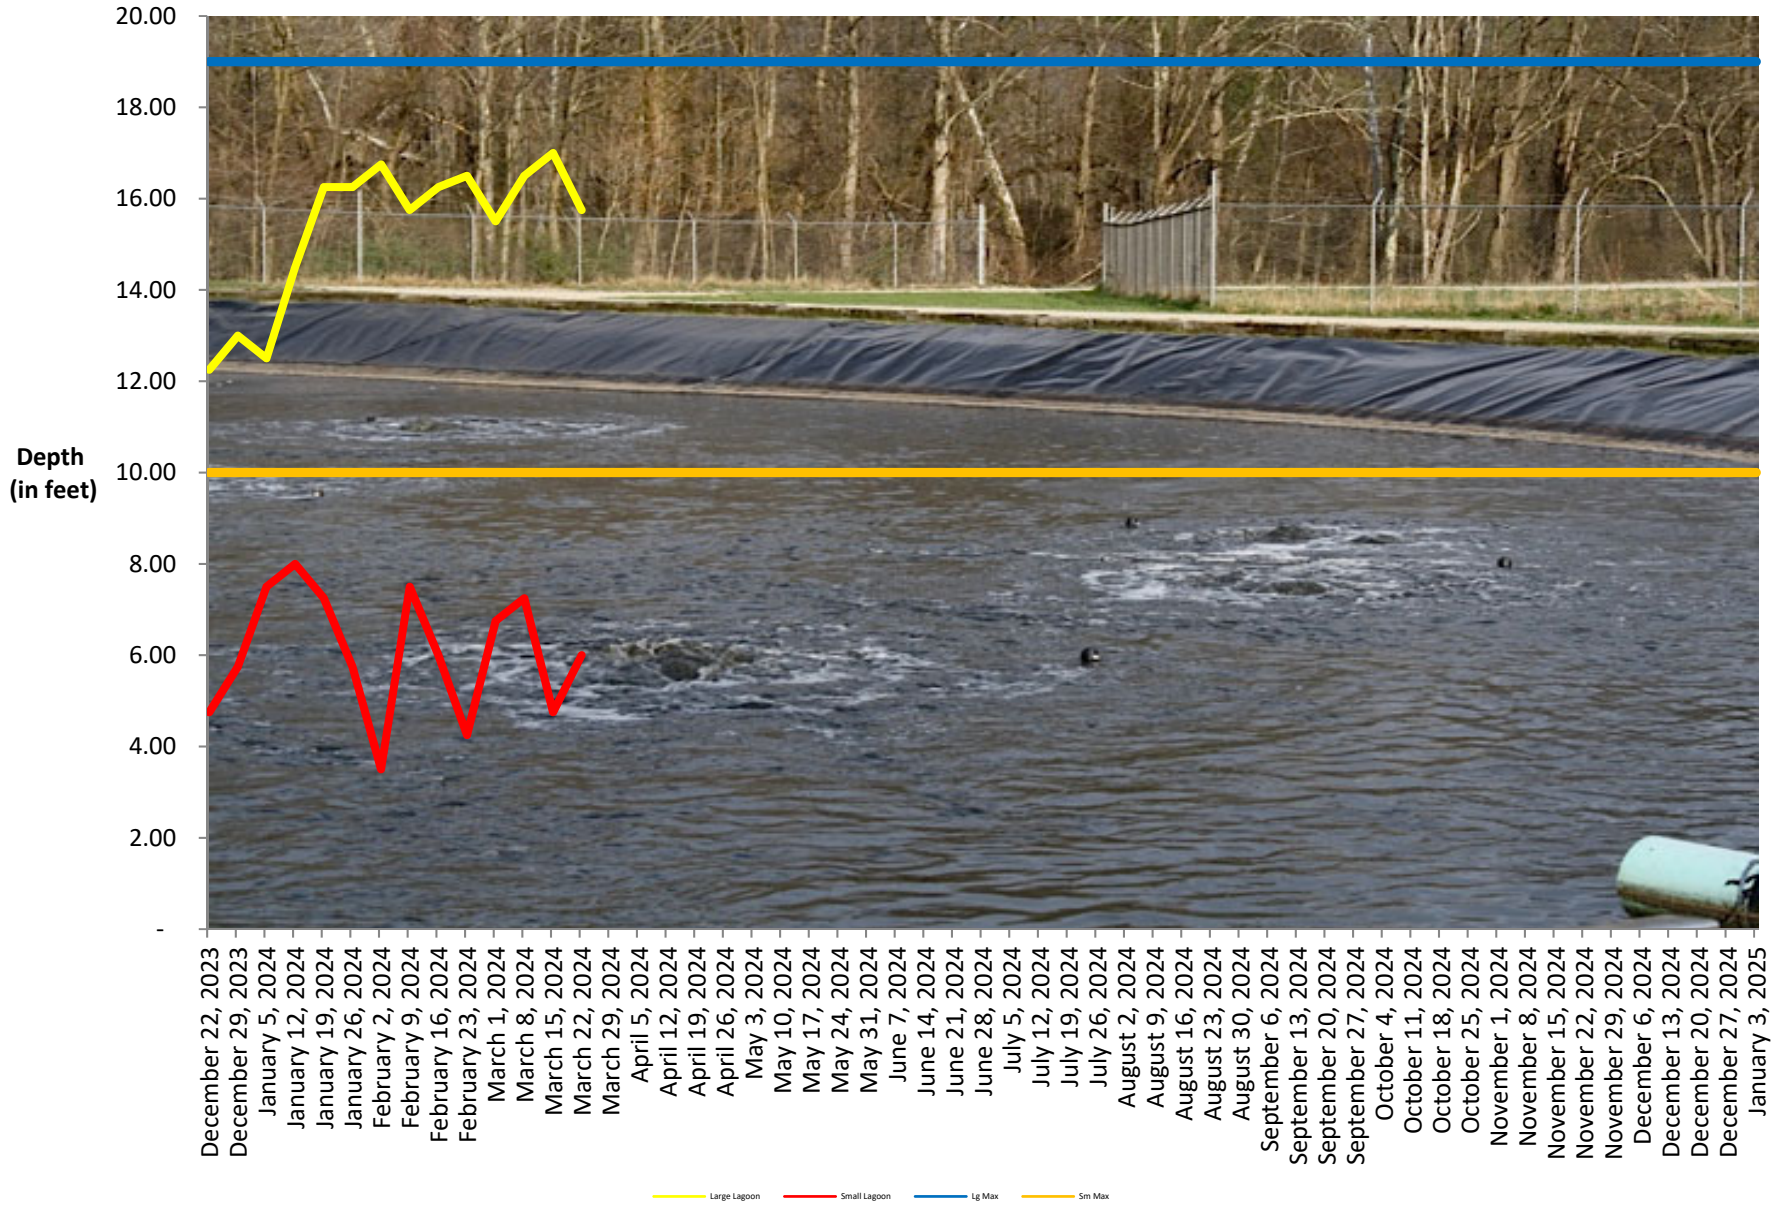 20.00
18.00
16.00
14.00
12.00
Depth
(in feet)
10.00
8.00
6.00
4.00
2.00
-
December 22, 2023
December 29, 2023
January 5, 2024
January 12, 2024
January 19, 2024
January 26, 2024
February 2, 2024
February 9, 2024
February 16, 2024
February 23, 2024
March 1, 2024
March 8, 2024
March 15, 2024
March 22, 2024
March 29, 2024
April 5, 2024
April 12, 2024
April 19, 2024
April 26, 2024
May 3, 2024
May 10, 2024
May 17, 2024
May 24, 2024
May 31, 2024
June 7, 2024
June 14, 2024
June 21, 2024
June 28, 2024
July 5, 2024
July 12, 2024
July 19, 2024
July 26, 2024
August 2, 2024
August 9, 2024
August 16, 2024
August 23, 2024
August 30, 2024
September 6, 2024
September 13, 2024
September 20, 2024
September 27, 2024
October 4, 2024
October 11, 2024
October 18, 2024
October 25, 2024
November 1, 2024
November 8, 2024
November 15, 2024
November 22, 2024
November 29, 2024
December 6, 2024
December 13, 2024
December 20, 2024
December 27, 2024
January 3, 2025
Large Lagoon Small Lagoon Lg Max Sm Max